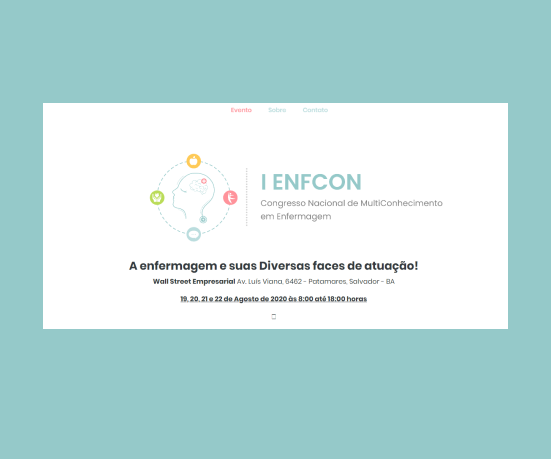 Evento Sobre Contato
I ENFCON
Congresso Nacional de MultiConhecimento
em Enfermagem
A enfermagem e suas Diversas faces de atuação!
Wall Street Empresarial Av. Luís Viana, 6462 - Patamares, Salvador - BA
19, 20, 21 e 22 de Agosto de 2020 às 8:00 até 18:00 horas